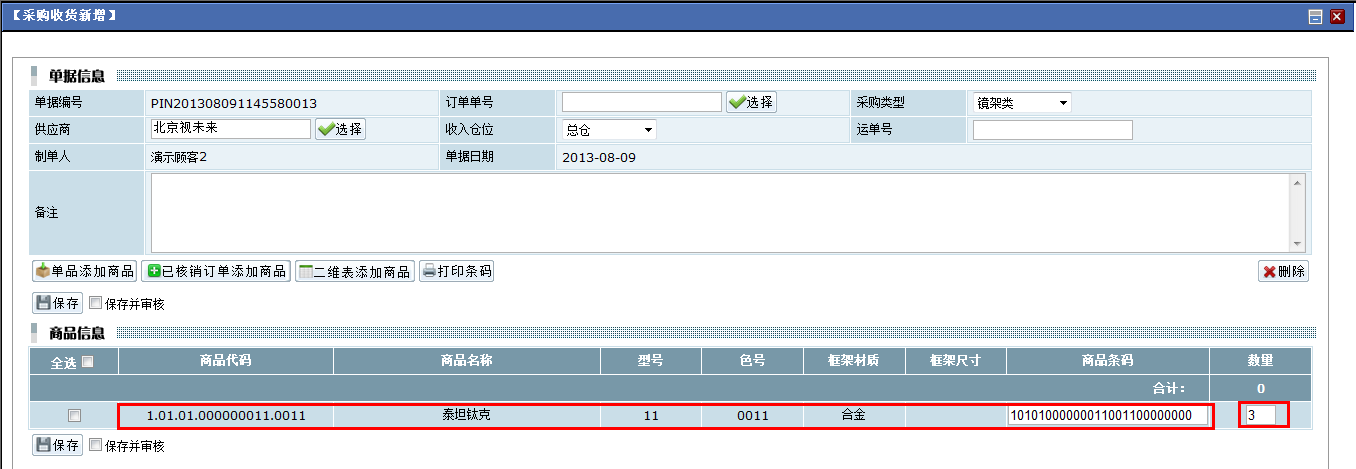 【采购收货新增】
单据信息
单据编号 PIN201308091145580013 订单单号 选择 采购类型 镜架类
供应商 北京视未来 选择 收入仓位 总仓 运单号
制单人 演示顾客2 单据日期 2013-08-09
备注
单品添加商品 已核销订单添加商品 二维表添加商品 打印条码 删除
保存 保存并审核
商品信息
全选 商品代码 商品名称 型号 色号 框架材质 框架尺寸 商品条码 数量
合计： 0
1.01.01.000000011.0011 泰坦钛克 11 0011 合金 10101000000011001100000000 3
保存 保存并审核